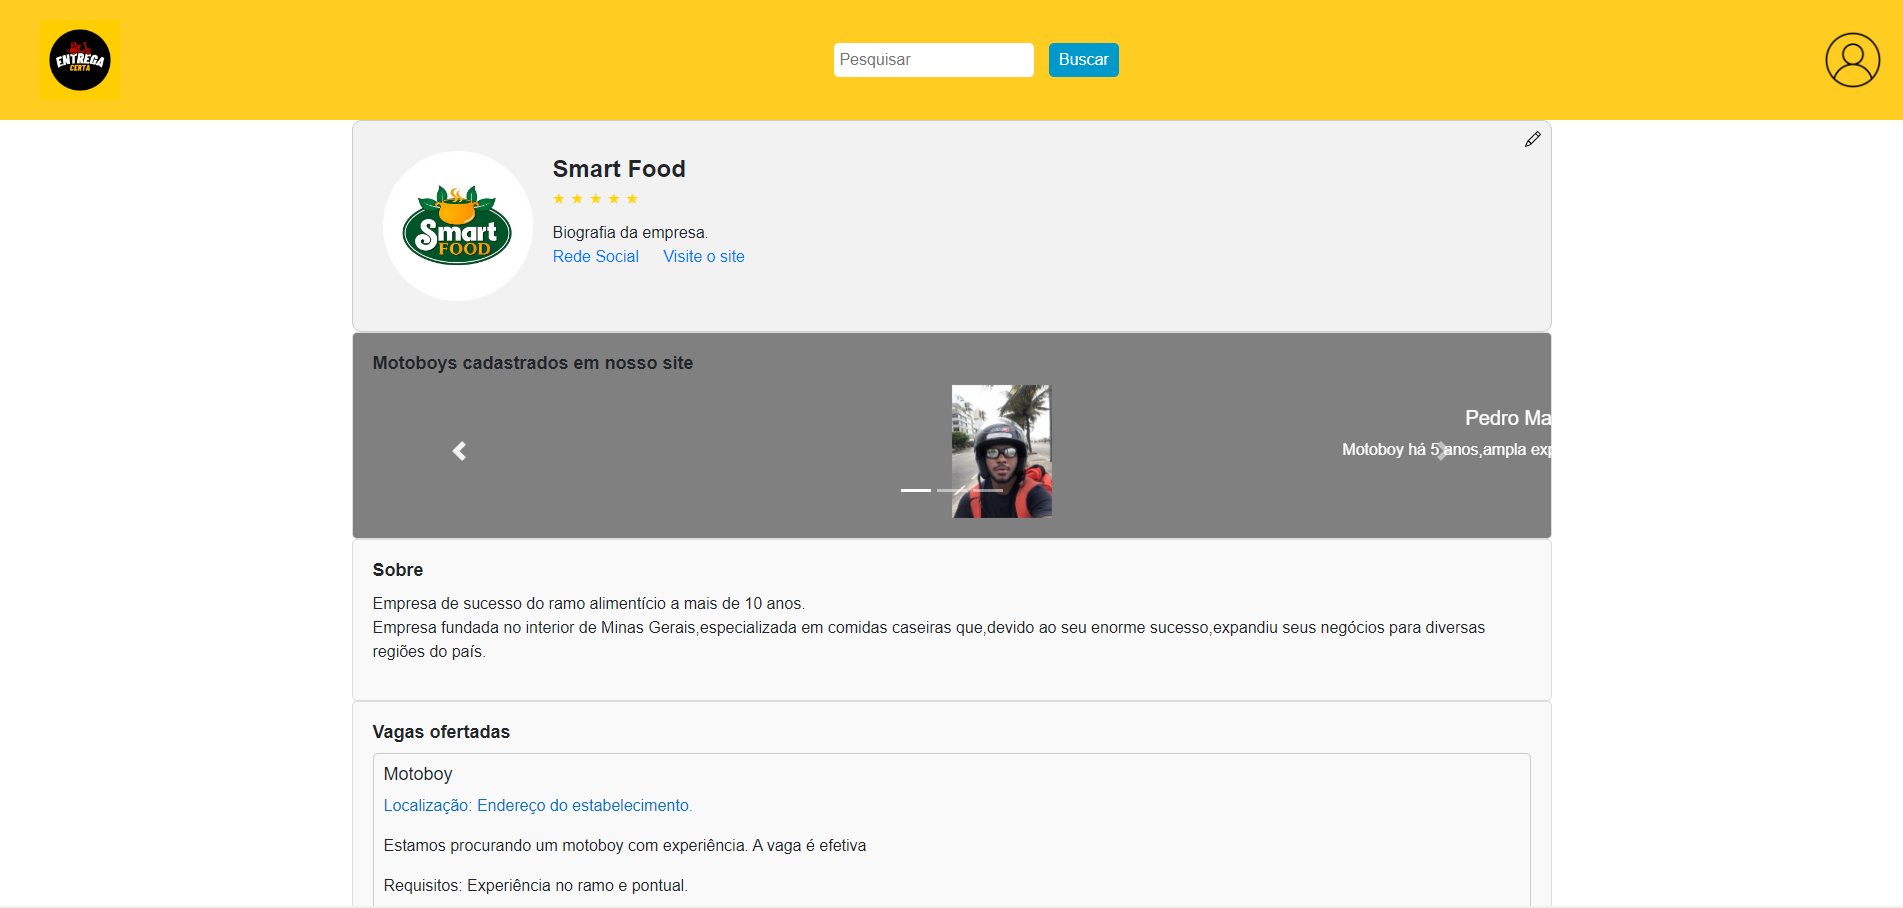 ENTREGA
CERTA
Pesquisar
Buscar
Smart Food
★ ★ ★ ★ ★
Smart
FOOD
Biografia da empresa.
Rede Social Visite o site
Motoboys cadastrados em nosso site
Pedro Ma
Motoboy há 5 anos,ampla exp
Sobre
Empresa de sucesso do ramo alimentício a mais de 10 anos.
Empresa fundada no interior de Minas Gerais,especializada em comidas caseiras que,devido ao seu enorme sucesso,expandiu seus negócios para diversas
regiões do país.
Vagas ofertadas
Motoboy
Localização: Endereço do estabelecimento.
Estamos procurando um motoboy com experiência. A vaga é efetiva
Requisitos: Experiência no ramo e pontual.